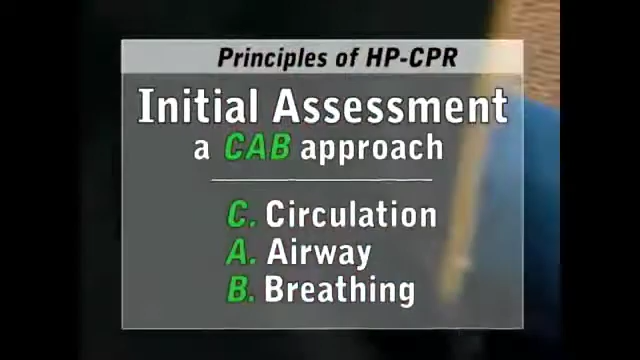 Principles of HP-CPR
Initial Assessment
a CAB approach
C. Circulation
A. Airway
B. Breathing